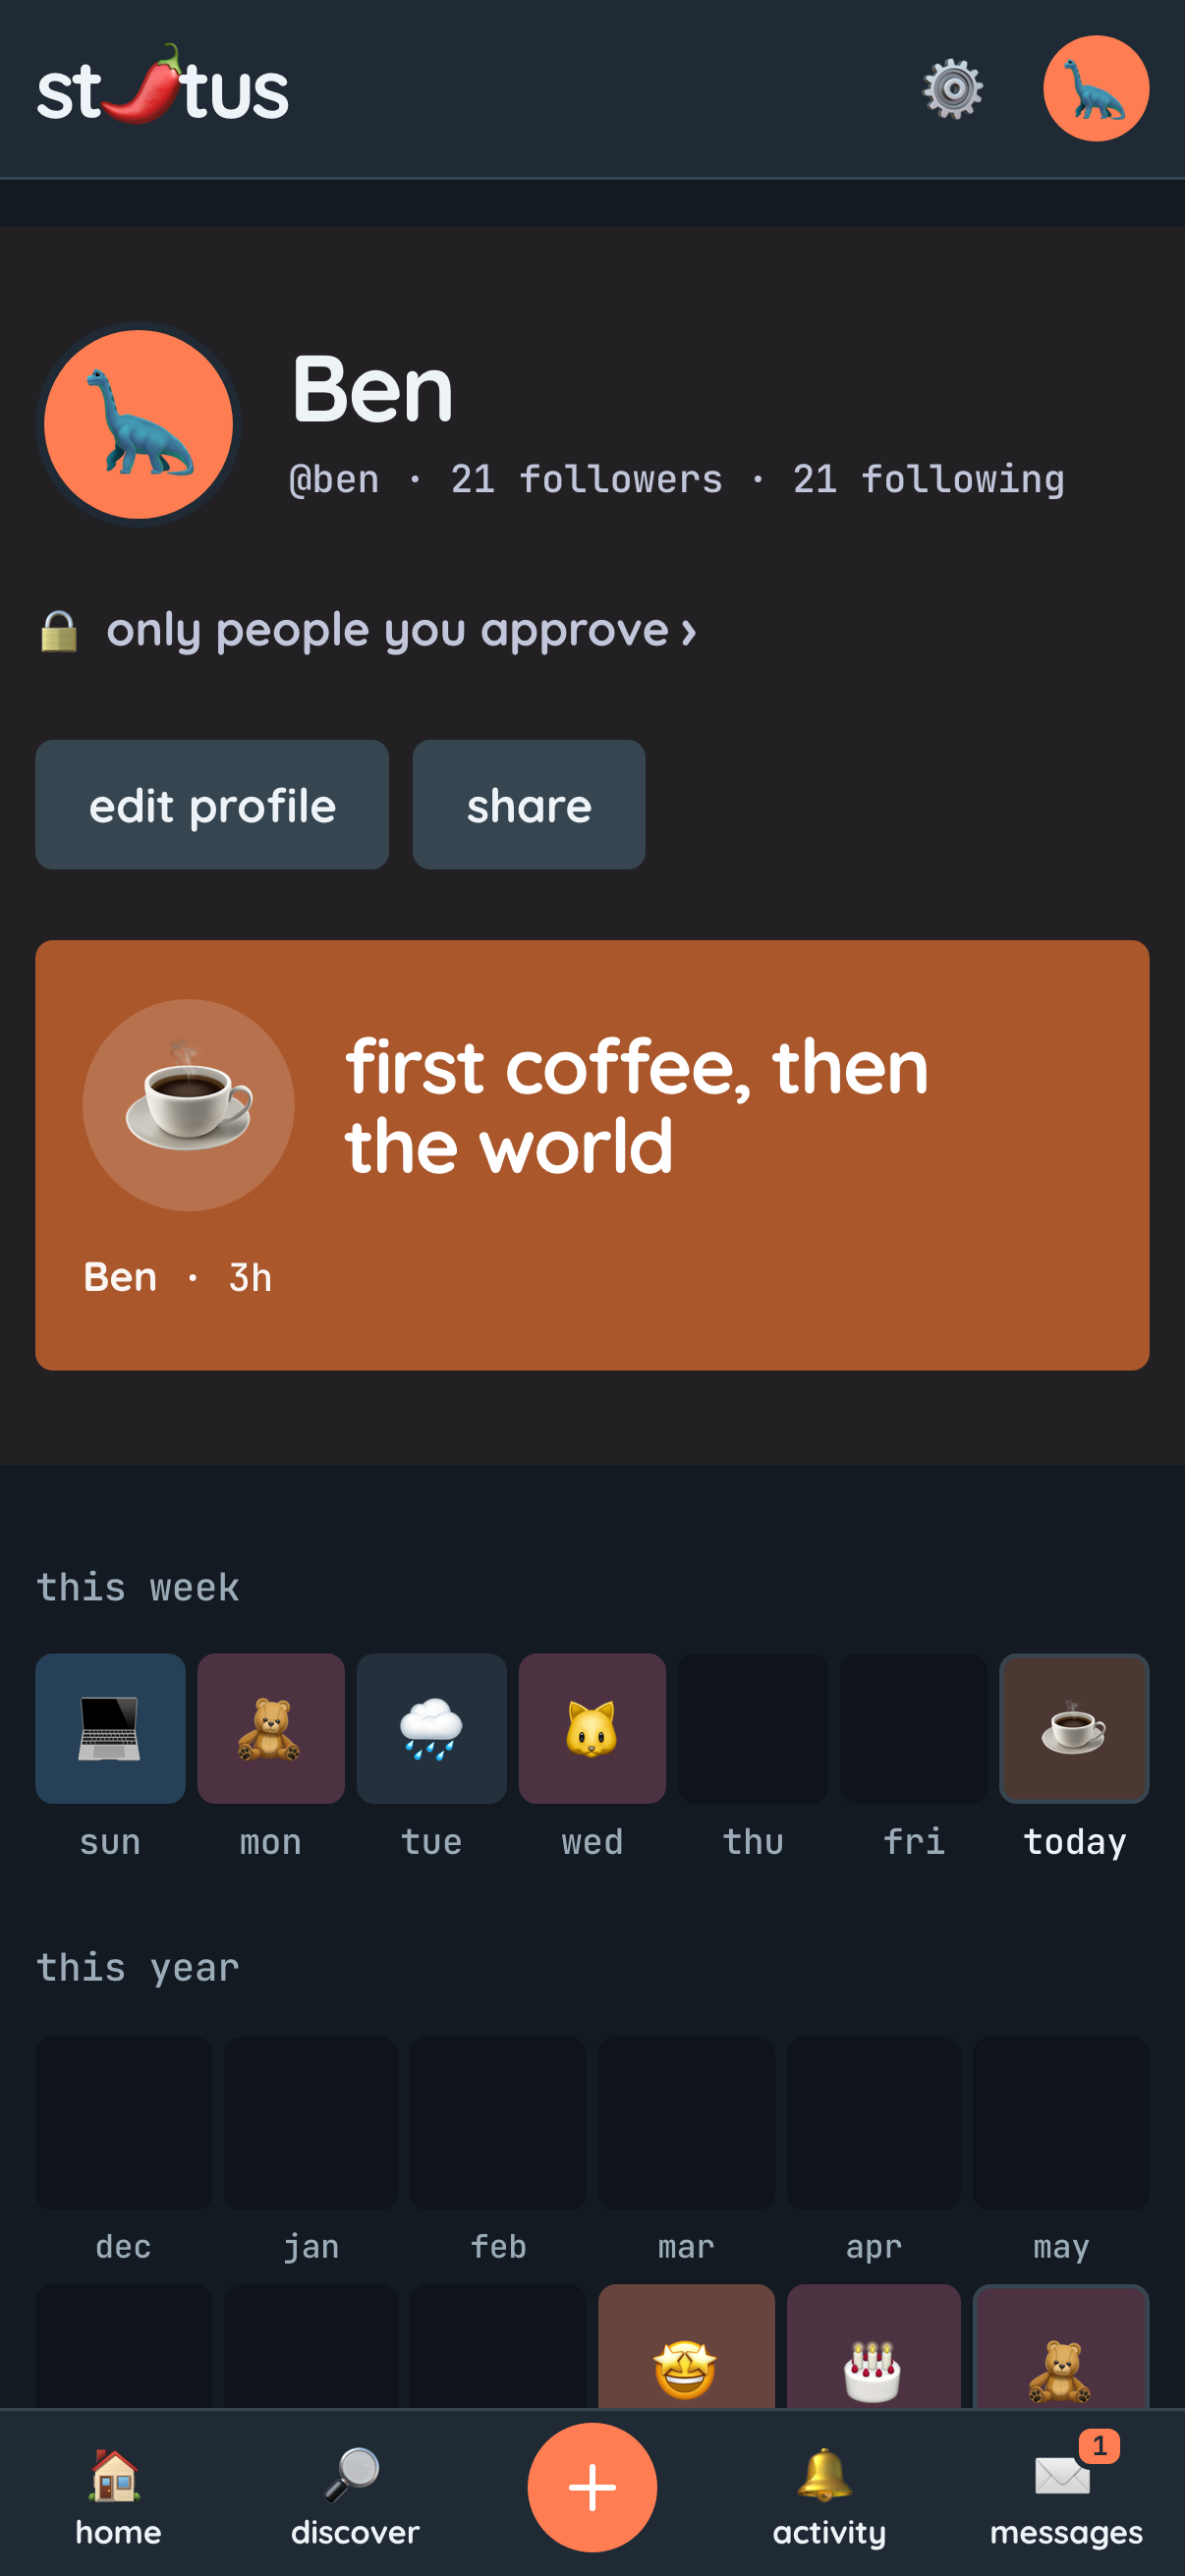 status
Ben
@ben · 21 followers · 21 following
only people you approve ›
edit profile
share
first coffee, then
the world
Ben · 3h
this week
sun
mon
tue
wed
thu
fri
today
this year
dec
jan
feb
mar
apr
may
1
home
discover
activity
messages